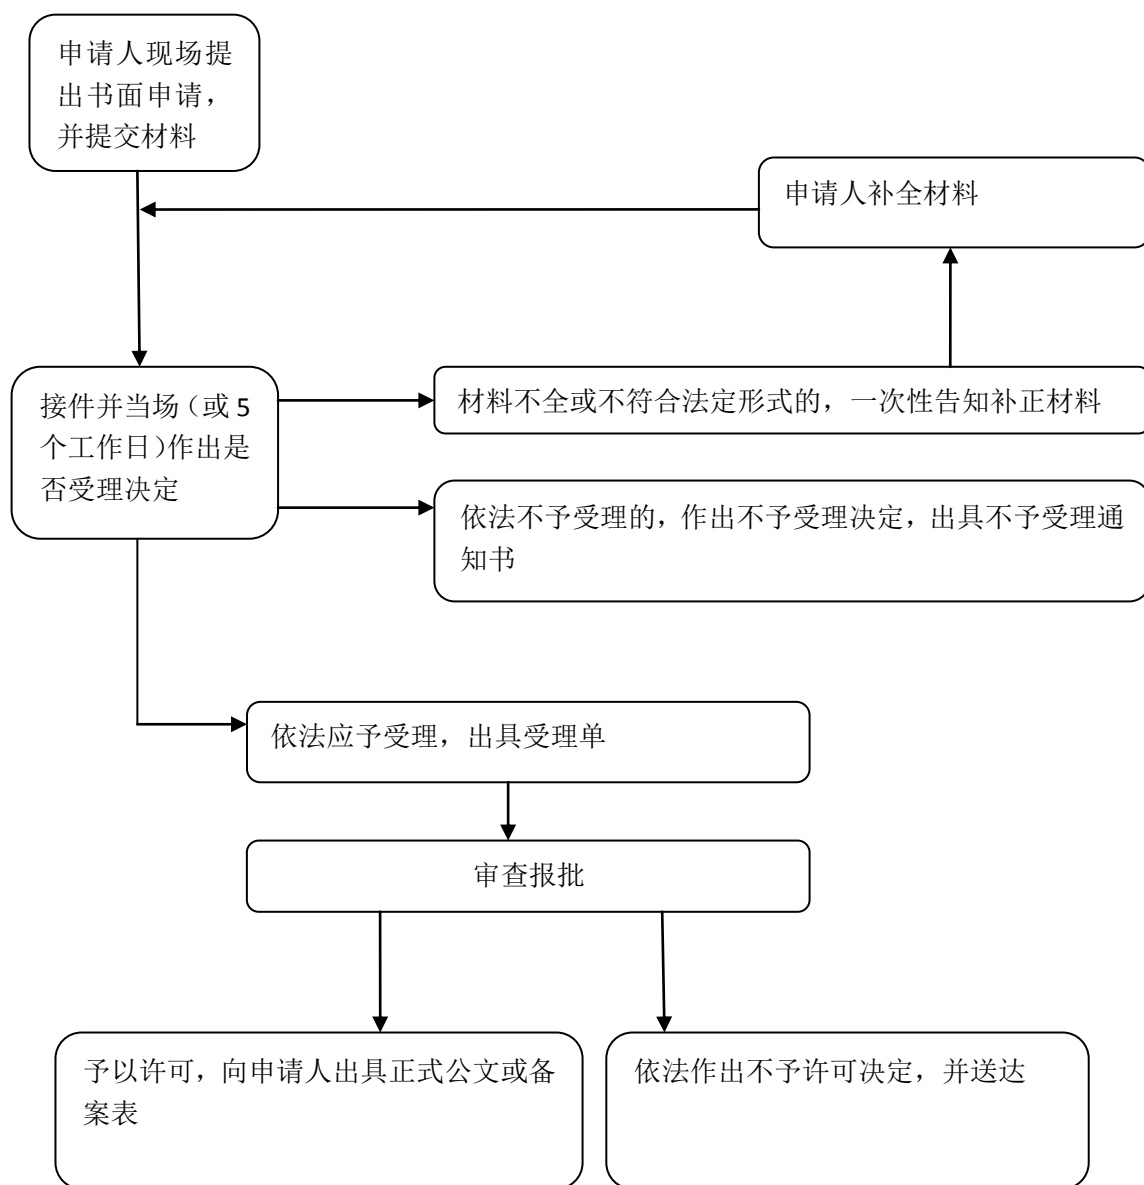 申请人现场提
出书面申请，
并提交材料
申请人补全材料
接件并当场（或 5
个工作日）作出是
否受理决定
材料不全或不符合法定形式的，一次性告知补正材料
依法不予受理的，作出不予受理决定，出具不予受理通
知书
依法应予受理，出具受理单
审查报批
予以许可，向申请人出具正式公文或备
案表
依法作出不予许可决定，并送达